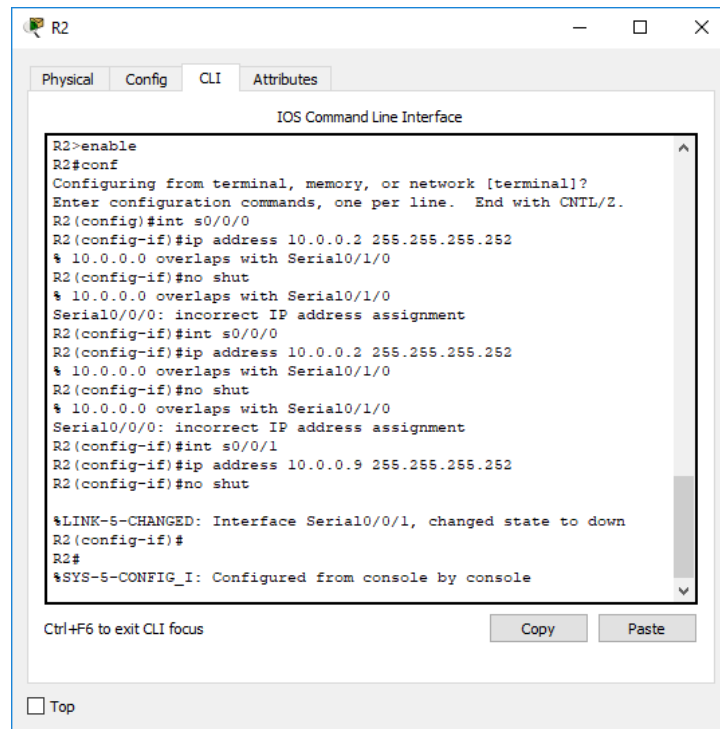 R2
Physical Config CLI Attributes
IOS Command Line Interface
R2>enable
R2#conf
Configuring from terminal, memory, or network [terminal]?
Enter configuration commands, one per line.  End with CNTL/Z.
R2(config)#int s0/0/0
R2(config-if)#ip address 10.0.0.2 255.255.255.252
% 10.0.0.0 overlaps with Serial0/1/0
R2(config-if)#no shut
% 10.0.0.0 overlaps with Serial0/1/0
Serial0/0/0: incorrect IP address assignment
R2(config-if)#int s0/0/0
R2(config-if)#ip address 10.0.0.2 255.255.255.252
% 10.0.0.0 overlaps with Serial0/1/0
R2(config-if)#no shut
% 10.0.0.0 overlaps with Serial0/1/0
Serial0/0/0: incorrect IP address assignment
R2(config-if)#int s0/0/1
R2(config-if)#ip address 10.0.0.9 255.255.255.252
R2(config-if)#no shut
%LINK-5-CHANGED: Interface Serial0/0/1, changed state to down
R2(config-if)#
R2#
%SYS-5-CONFIG_I: Configured from console by console
Ctrl+F6 to exit CLI focus Copy Paste
Top